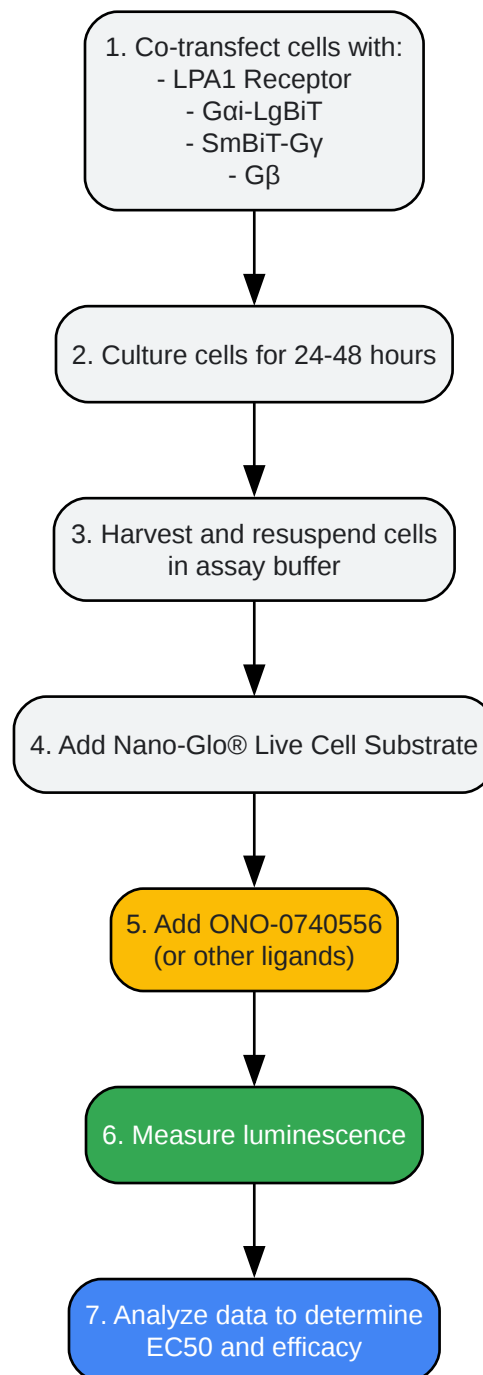 1. Co-transfect cells with:
- LPA1 Receptor
- Gαi-LgBiT
- SmBiT-Gγ
- Gβ
2. Culture cells for 24-48 hours
3. Harvest and resuspend cells
in assay buffer
4. Add Nano-Glo® Live Cell Substrate
5. Add ONO-0740556
(or other ligands)
6. Measure luminescence
7. Analyze data to determine
EC50 and efficacy